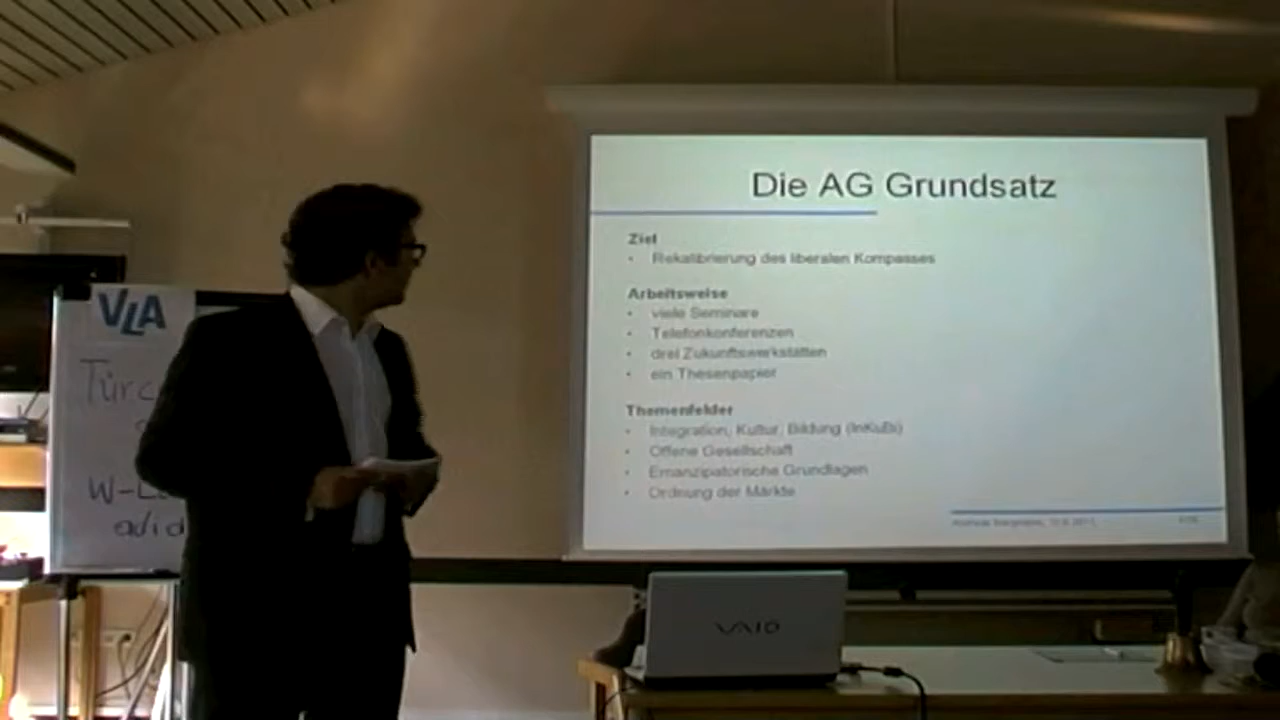 Die AG Grundsatz
Ziel
Rekalibrierung des liberalen Kompasses
Arbeitsweise
viele Seminare
Telefonkonferenzen
drei Zukunftswerkstätten
ein Thesenpapier
Themenfelder
Integration, Kultur, Bildung (InKuBi)
Offene Gesellschaft
Emanzipatorische Grundlagen
Ordnung der Märkte
VLA
W-L
VAIO